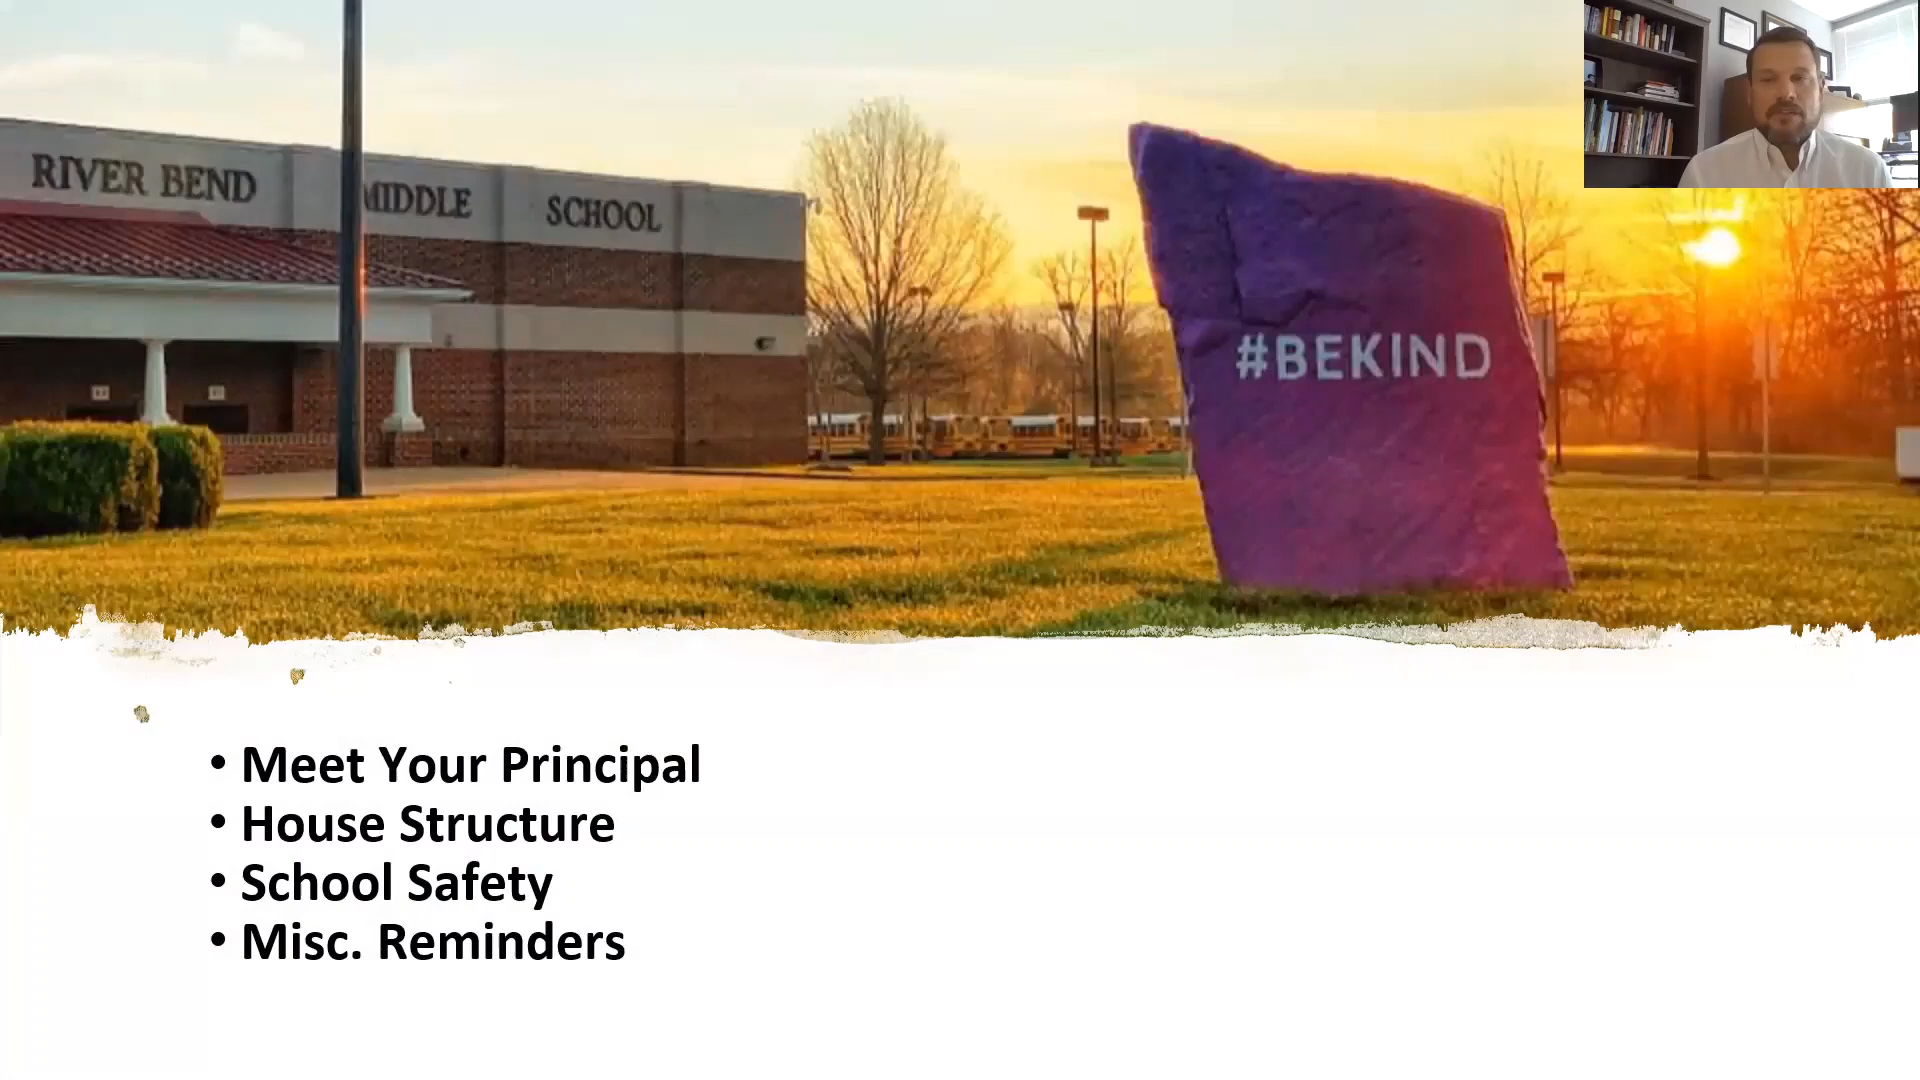 RIVER BEND MIDDLE SCHOOL
#BEKIND
• Meet Your Principal
• House Structure
• School Safety
• Misc. Reminders